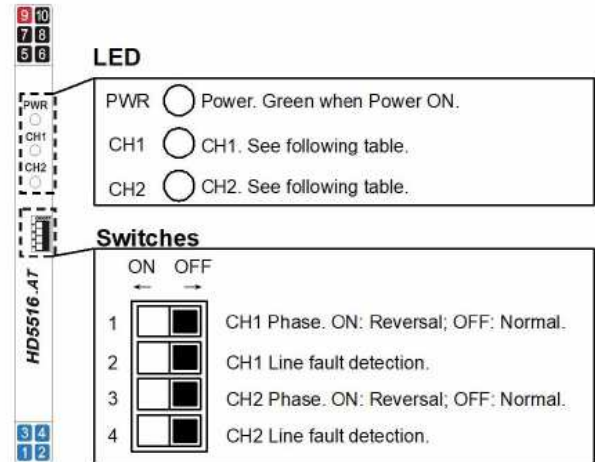 9 10
7 8
5 6
PWR
CH1
CH2
HD5516 .AT
3 4
1 2
LED
PWR Power. Green when Power ON.
CH1 CH1. See following table.
CH2 CH2. See following table.
Switches
ON OFF
1 CH1 Phase. ON: Reversal; OFF: Normal.
2 CH1 Line fault detection.
3 CH2 Phase. ON: Reversal; OFF: Normal.
4 CH2 Line fault detection.